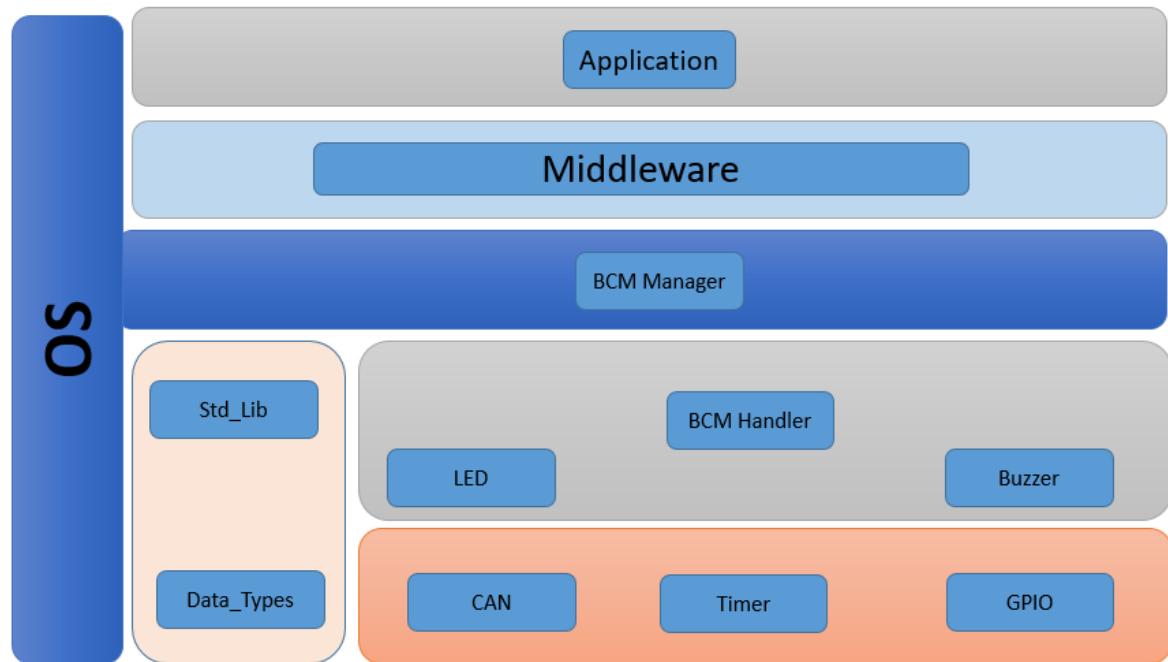 Application
Middleware
BCM Manager
OS
Std_Lib
BCM Handler
LED
Buzzer
Data_Types
CAN
Timer
GPIO